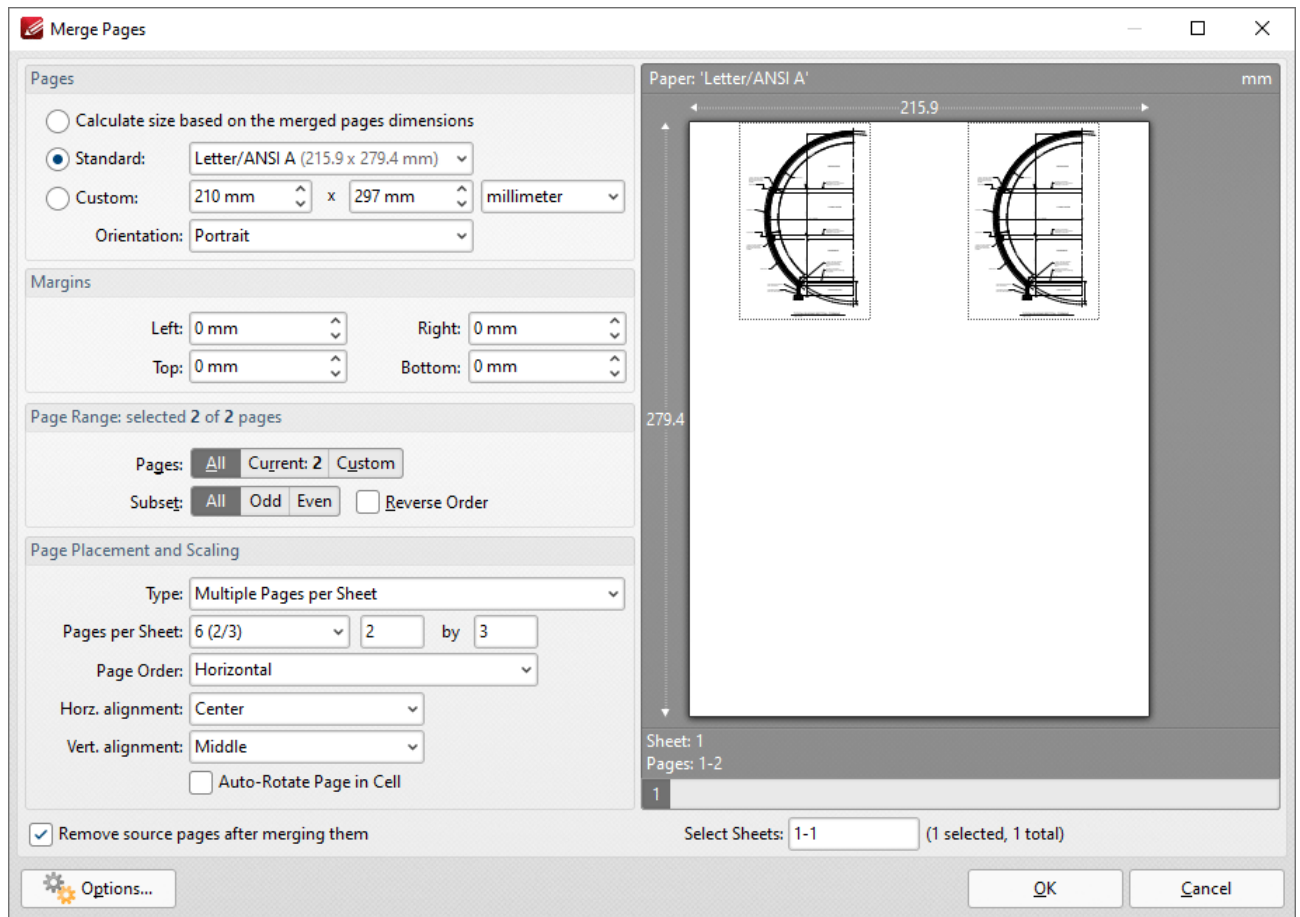 Merge Pages
Pages
Calculate size based on the merged pages dimensions
Standard: Letter/ANSI A (215.9 x 279.4 mm)
Custom: 210 mm x 297 mm millimeter
Orientation: Portrait
Margins
Left: 0 mm Right: 0 mm
Top: 0 mm Bottom: 0 mm
Page Range: selected 2 of 2 pages
Pages: All Current: 2 Custom
Subset: All Odd Even Reverse Order
Page Placement and Scaling
Type: Multiple Pages per Sheet
Pages per Sheet: 6 (2/3) 2 by 3
Page Order: Horizontal
Horz. alignment: Center
Vert. alignment: Middle
Auto-Rotate Page in Cell
Remove source pages after merging them
Options...
Paper: 'Letter/ANSI A' mm
215.9
279.4
Sheet: 1
Pages: 1-2
1
Select Sheets: 1-1 (1 selected, 1 total)
OK Cancel